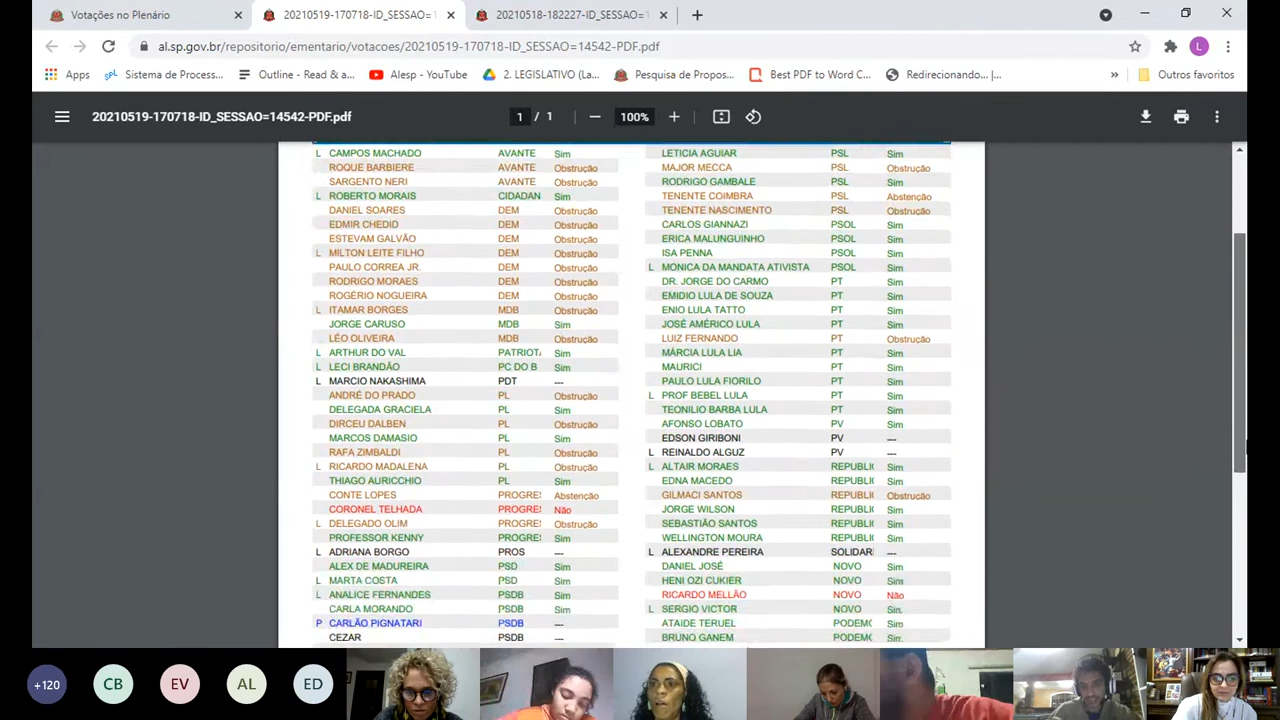 Votações no Plenário
20210519-170718-ID_SESSAO=1
20210518-182227-ID_SESSAO=1
al.sp.gov.br/repositorio/ementario/votacoes/20210519-170718-ID_SESSAO=14542-PDF.pdf
L
Apps
Sistema de Process...
Outline - Read & a...
Alesp - YouTube
2. LEGISLATIVO (La...
Pesquisa de Propos...
Best PDF to Word C...
Redirecionando... |...
»
Outros favoritos
20210519-170718-ID_SESSAO=14542-PDF.pdf
1 / 1
100%
L CAMPOS MACHADO AVANTE Sim
ROQUE BARBIERE AVANTE Obstrução
SARGENTO NERI AVANTE Obstrução
L ROBERTO MORAIS CIDADAN Sim
DANIEL SOARES DEM Obstrução
EDMIR CHEDID DEM Obstrução
ESTEVAM GALVÃO DEM Obstrução
L MILTON LEITE FILHO DEM Obstrução
PAULO CORREA JR. DEM Obstrução
RODRIGO MORAES DEM Obstrução
ROGÉRIO NOGUEIRA DEM Obstrução
L ITAMAR BORGES MDB Obstrução
JORGE CARUSO MDB Sim
LÉO OLIVEIRA MDB Obstrução
L ARTHUR DO VAL PATRIOT Sim
L LECI BRANDÃO PC DO B Sim
L MARCIO NAKASHIMA PDT ---
ANDRÉ DO PRADO PL Obstrução
DELEGADA GRACIELA PL Sim
DIRCEU DALBEN PL Obstrução
MARCOS DAMASIO PL Sim
RAFA ZIMBALDI PL Obstrução
L RICARDO MADALENA PL Obstrução
THIAGO AURICCHIO PL Sim
CONTE LOPES PROGRES Abstenção
CORONEL TELHADA PROGRES Não
L DELEGADO OLIM PROGRES Obstrução
PROFESSOR KENNY PROGRES Sim
L ADRIANA BORGO PROS ---
ALEX DE MADUREIRA PSD Sim
L MARTA COSTA PSD Sim
L ANALICE FERNANDES PSDB Sim
CARLA MORANDO PSDB Sim
P CARLÃO PIGNATARI PSDB ---
CEZAR PSDB ---
LETICIA AGUIAR PSL Sim
MAJOR MECCA PSL Obstrução
RODRIGO GAMBALE PSL Sim
TENENTE COIMBRA PSL Abstenção
TENENTE NASCIMENTO PSL Obstrução
CARLOS GIANNAZI PSOL Sim
ERICA MALUNGUINHO PSOL Sim
ISA PENNA PSOL Sim
L MONICA DA MANDATA ATIVISTA PSOL Sim
DR. JORGE DO CARMO PT Sim
EMIDIO LULA DE SOUZA PT Sim
ENIO LULA TATTO PT Sim
JOSÉ AMÉRICO LULA PT Sim
LUIZ FERNANDO PT Obstrução
MÁRCIA LULA LIA PT Sim
MAURICI PT Sim
PAULO LULA FIORILO PT Sim
L PROF BEBEL LULA PT Sim
TEONILIO BARBA LULA PT Sim
AFONSO LOBATO PV Sim
EDSON GIRIBONI PV ---
L REINALDO ALGUZ PV ---
L ALTAIR MORAES REPUBLIC Sim
EDNA MACEDO REPUBLIC Sim
GILMACI SANTOS REPUBLIC Obstrução
JORGE WILSON REPUBLIC Sim
SEBASTIÃO SANTOS REPUBLIC Sim
WELLINGTON MOURA REPUBLIC Sim
L ALEXANDRE PEREIRA SOLIDAR ---
DANIEL JOSÉ NOVO Sim
HENI OZI CUKIER NOVO Sim
RICARDO MELLÃO NOVO Não
L SERGIO VICTOR NOVO Sim
ATAIDE TERUEL PODEMO Sim
BRUNO GANEM PODEMO Sim
+120
CB
EV
AL
ED